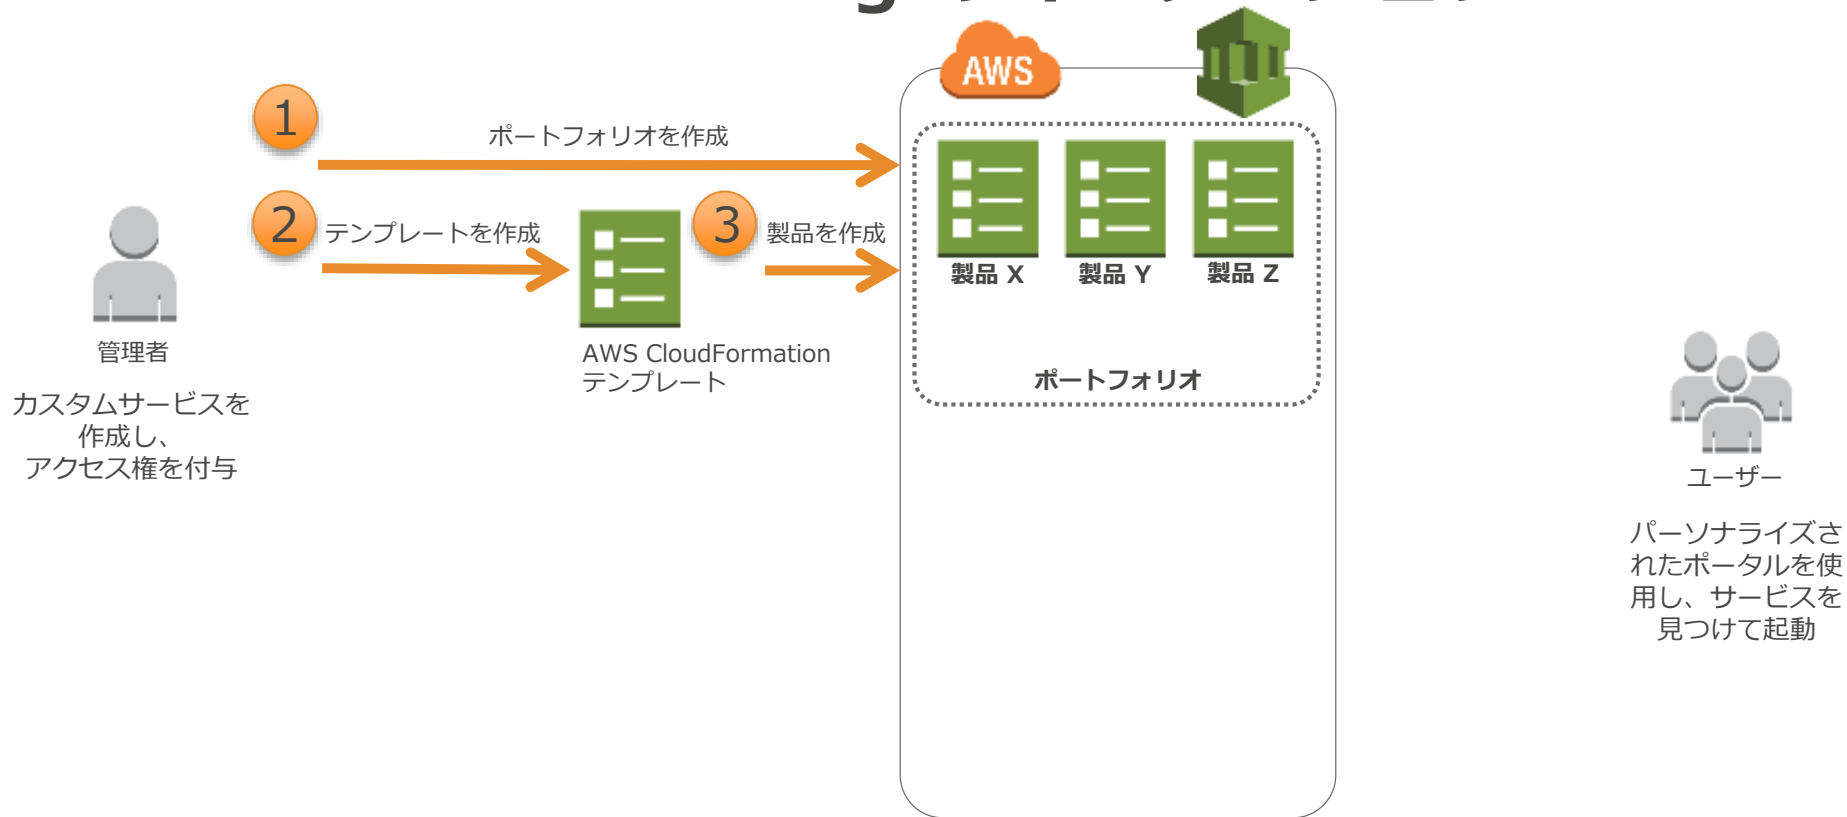 AWS
1
ポートフォリオを作成
2
テンプレートを作成
3
製品を作成
製品 X
製品 Y
製品 Z
管理者
AWS CloudFormation
テンプレート
ポートフォリオ
カスタムサービスを
作成し、
アクセス権を付与
ユーザー
パーソナライズさ
れたポータルを使
用し、サービスを
見つけて起動